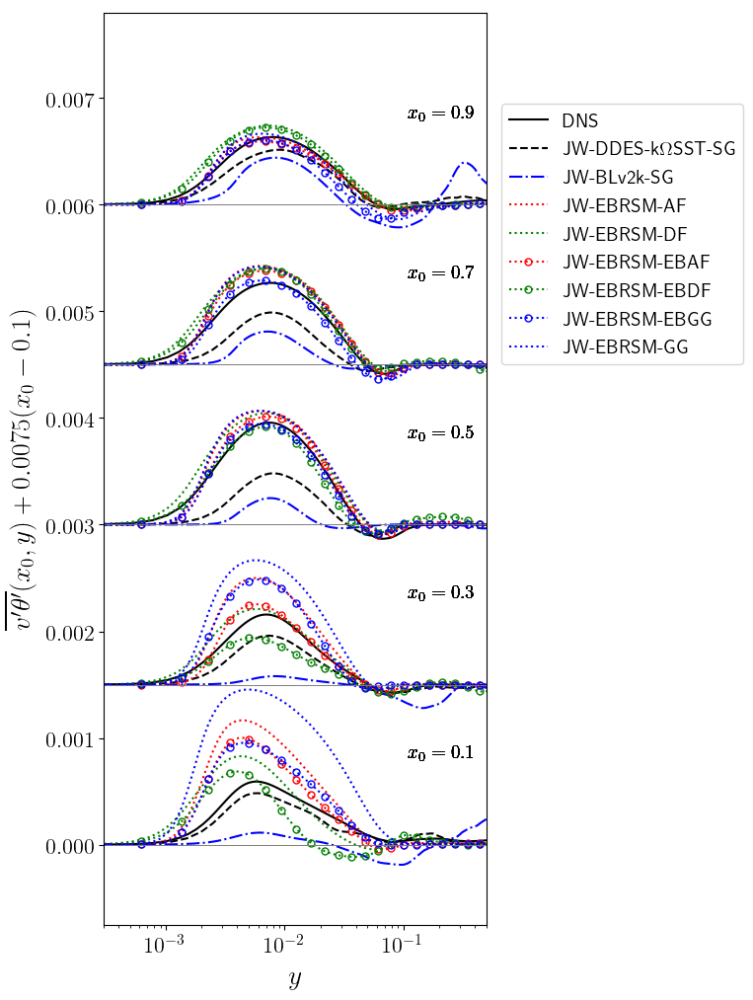 0.007
0.006
0.005
0.004
0.003
0.002
0.001
0.000
10⁻³
10⁻²
10⁻¹
y
v′θ′(x₀, y) + 0.0075(x₀ − 0.1)
x₀ = 0.9
x₀ = 0.7
x₀ = 0.5
x₀ = 0.3
x₀ = 0.1
DNS
JW-DDES-kΩSST-SG
JW-BLv2k-SG
JW-EBRSM-AF
JW-EBRSM-DF
JW-EBRSM-EBAF
JW-EBRSM-EBDF
JW-EBRSM-EBGG
JW-EBRSM-GG